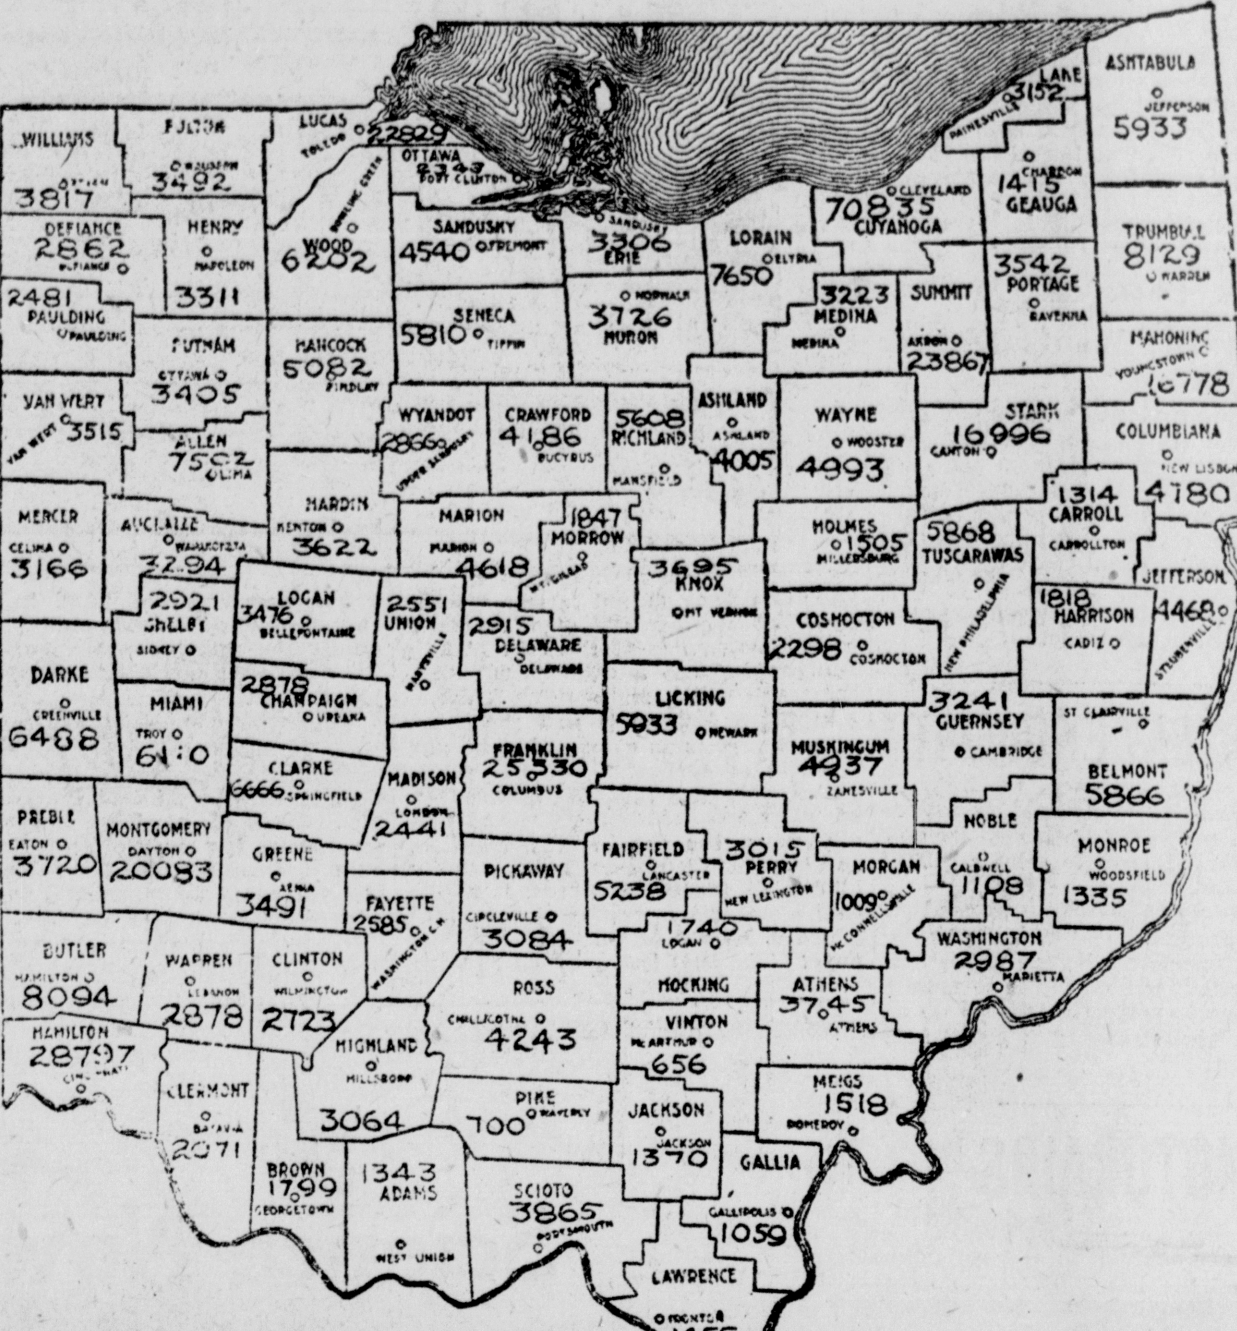 ASHTABULA
JEFFERSON
5933
LAKE
3152
PAINESVILLE
CHARDON
1415
GEAUGA
LUCAS
TOLEDO
22829
WILLIAMS
3817
FULTON
WAUSEON
3492
OTTAWA
2343
PORT CLINTON
CLEVELAND
70835
CUYAHOGA
TRUMBULL
8129
WARREN
DEFIANCE
2862
DEFIANCE
HENRY
NAPOLEON
3311
BOWLING GREEN
WOOD
6202
SANDUSKY
4540 FREMONT
SANDUSKY
3306
ERIE
LORAIN
ELYRIA
7650
3542
PORTAGE
RAVENNA
2481
PAULDING
PAULDING
SENECA
5810
TIFFIN
NORWALK
3726
HURON
3223
MEDINA
MEDINA
SUMMIT
AKRON
23867
MAHONING
YOUNGSTOWN
16778
PUTNAM
OTTAWA
3405
HANCOCK
5082
FINDLAY
VAN WERT
VAN WERT 3515
ALLEN
LIMA
WYANDOT
2866
UPPER SANDUSKY
CRAWFORD
4186
BUCYRUS
5608
RICHLAND
MANSFIELD
ASHLAND
ASHLAND
4005
WAYNE
WOOSTER
4993
STARK
16996
CANTON
COLUMBIANA
NEW LISBON
4780
MERCER
CELINA
3166
AUGLAIZE
WAPAKONETA
3294
HARDIN
KENTON
3622
MARION
MARION
4618
1847
MORROW
MT. GILEAD
3695
KNOX
MT VERNON
HOLMES
1505
MILLERSBURG
5868
TUSCARAWAS
NEW PHILADELPHIA
1314
CARROLL
CARROLLTON
JEFFERSON
4468
STEUBENVILLE
1818
HARRISON
CADIZ
2921
SHELBY
SIDNEY
LOGAN
3476
BELLEFONTAINE
2551
UNION
MARYSVILLE
2915
DELAWARE
DELAWARE
COSHOCTON
2298
COSHOCTON
DARKE
GREENVILLE
6488
MIAMI
TROY
2878
CHAMPAIGN
URBANA
LICKING
5933
NEWARK
3241
GUERNSEY
CAMBRIDGE
ST CLAIRVILLE
BELMONT
5866
CLARKE
6666
SPRINGFIELD
MADISON
LONDON
2441
FRANKLIN
25330
COLUMBUS
MUSKINGUM
4937
ZANESVILLE
PREBLE
EATON
3720
MONTGOMERY
DAYTON
20083
GREENE
XENIA
3491
FAYETTE
2585
WASHINGTON C.H.
PICKAWAY
CIRCLEVILLE
3084
FAIRFIELD
LANCASTER
5238
3015
PERRY
NEW LEXINGTON
MORGAN
1009
McCONNELSVILLE
NOBLE
CALDWELL
1108
MONROE
WOODSFIELD
1335
BUTLER
HAMILTON
8094
WARREN
LEBANON
2878
CLINTON
WILMINGTON
2723
ROSS
CHILLICOTHE
4243
1740
LOGAN
HOCKING
ATHENS
3745
ATHENS
WASHINGTON
2987
MARIETTA
HAMILTON
28797
HIGHLAND
HILLSBORO
3064
VINTON
McARTHUR
656
CLERMONT
BATAVIA
2071
PIKE
WAVERLY
700
JACKSON
JACKSON
1370
MEIGS
1518
POMEROY
BROWN
1799
GEORGETOWN
1343
ADAMS
WEST UNION
SCIOTO
3865
PORTSMOUTH
GALLIA
GALLIPOLIS
1059
LAWRENCE
IRONTON